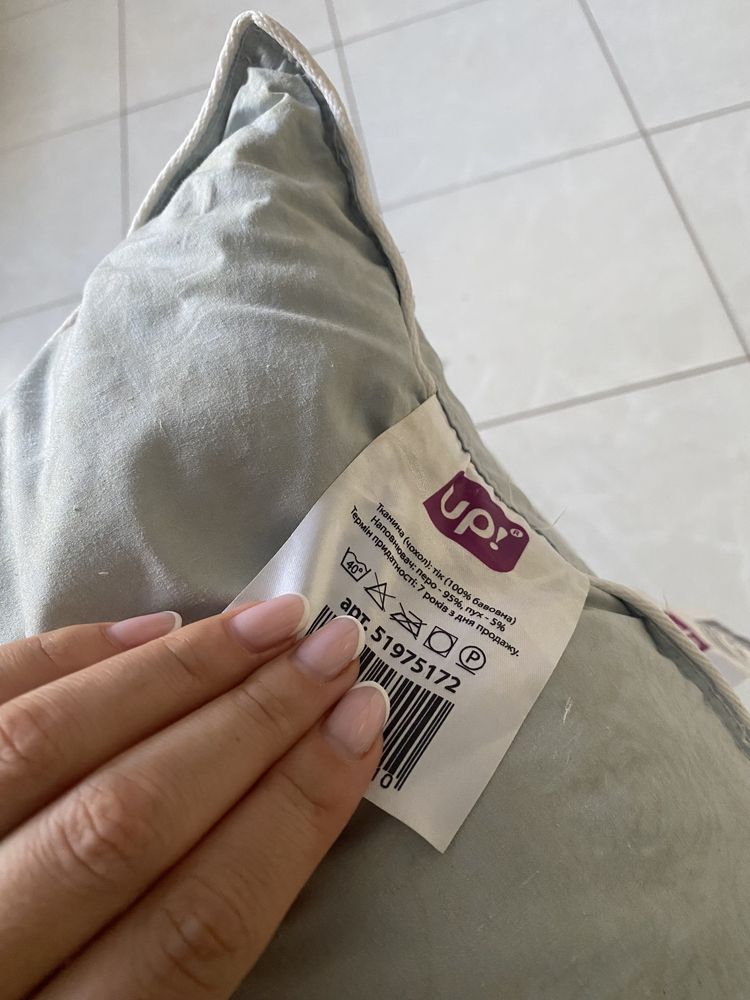 up!®
Тканина (чохол): тік (100% бавовна)
Наповнювач: перо - 95%, пух - 5%
Термін придатності: 7 років з дня продажу.
40° P
арт. 51975172